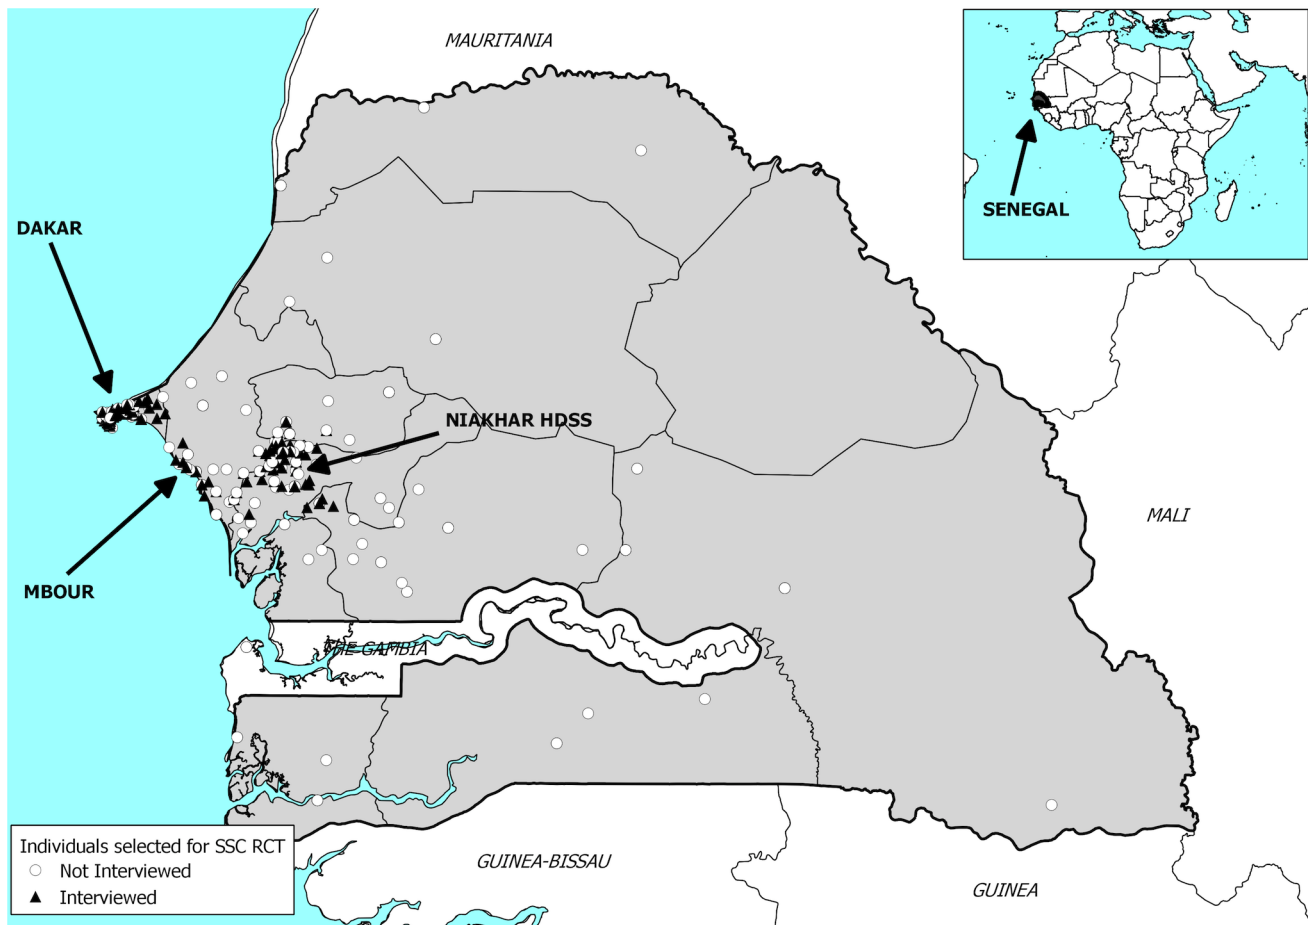 MAURITANIA
SENEGAL
DAKAR
NIAKHAR HDSS
MALI
MBOUR
THE GAMBIA
Individuals selected for SSC RCT
Not Interviewed
Interviewed
GUINEA-BISSAU
GUINEA